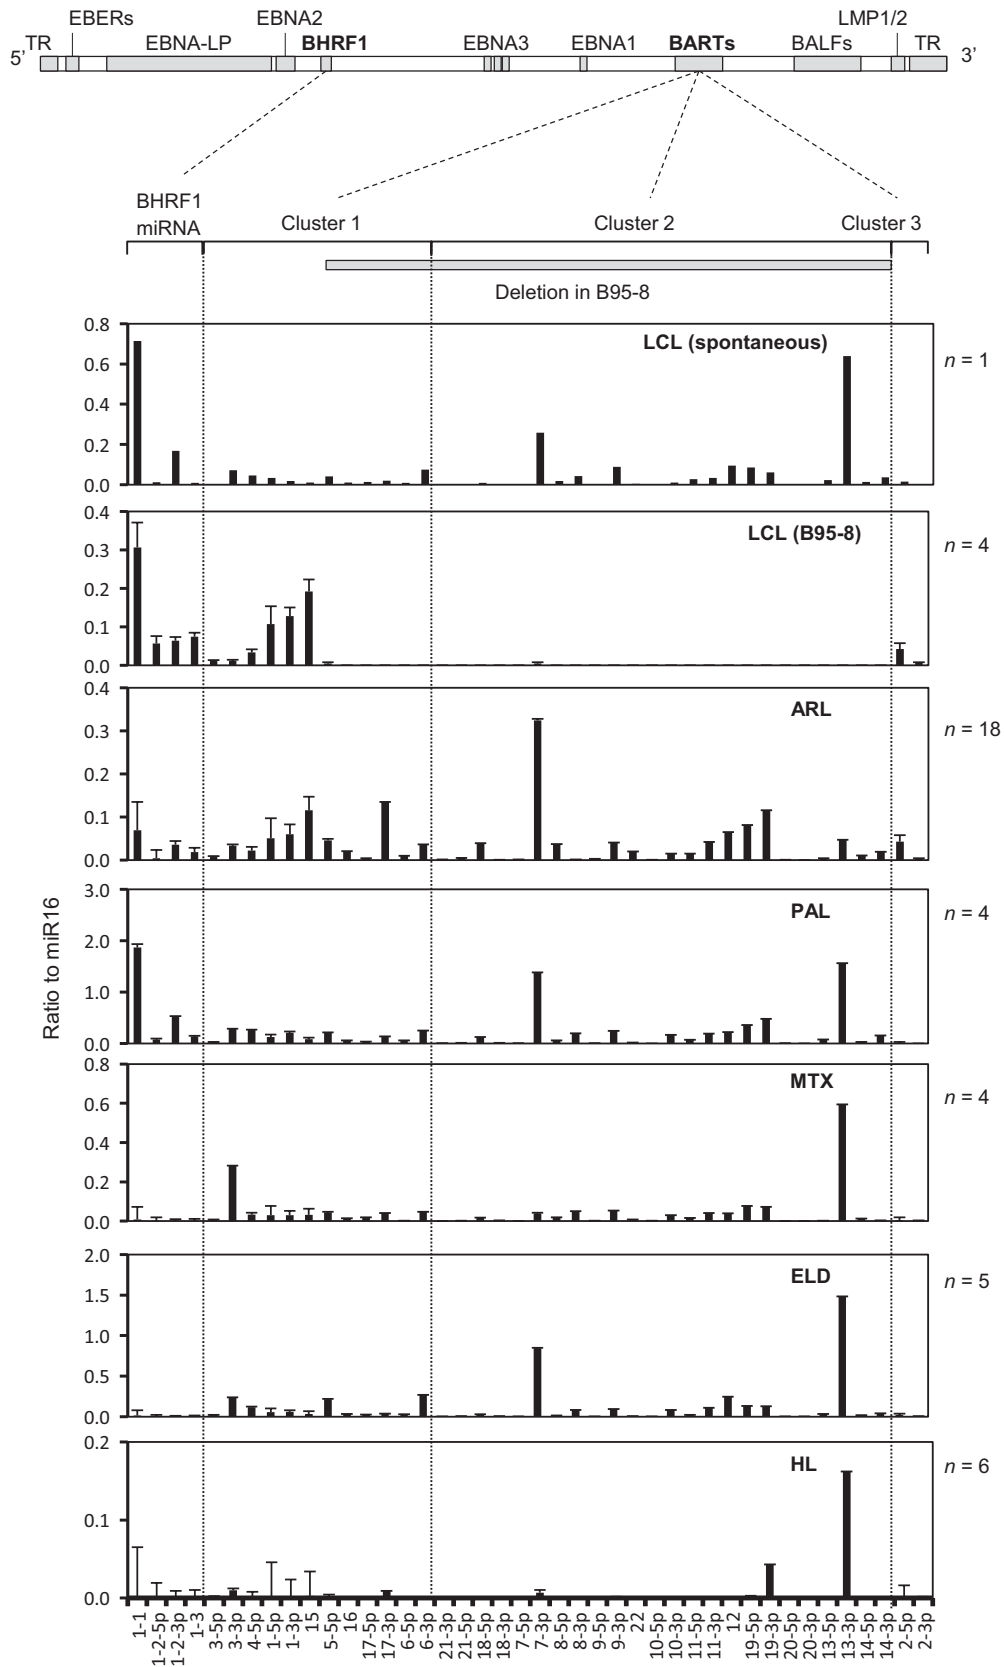 EBERs EBNA2 LMP1/2
TR EBNA-LP BHRF1 EBNA3 EBNA1 BARTs BALFs TR
5’ 3’
BHRF1
miRNA Cluster 1 Cluster 2 Cluster 3
Deletion in B95-8
LCL (spontaneous)
n = 1
0.8
0.6
0.4
0.2
0.0
LCL (B95-8)
n = 4
0.4
0.3
0.2
0.1
0.0
ARL
n = 18
0.4
0.3
0.2
0.1
0.0
Ratio to miR16
PAL
n = 4
3.0
2.0
1.0
0.0
MTX
n = 4
0.8
0.6
0.4
0.2
0.0
ELD
n = 5
2.0
1.5
1.0
0.5
0.0
HL
n = 6
0.2
0.1
0.0
1-1
1-2-5p
1-2-3p
1-3
3-5p
3-3p
4-5p
1-5p
1-3p
15
5-5p
16
17-5p
17-3p
6-5p
6-3p
21-3p
21-5p
18-5p
18-3p
7-5p
7-3p
8-5p
8-3p
9-5p
9-3p
22
10-5p
10-3p
11-5p
11-3p
12
19-5p
19-3p
20-5p
20-3p
13-5p
13-3p
14-5p
14-3p
2-5p
2-3p